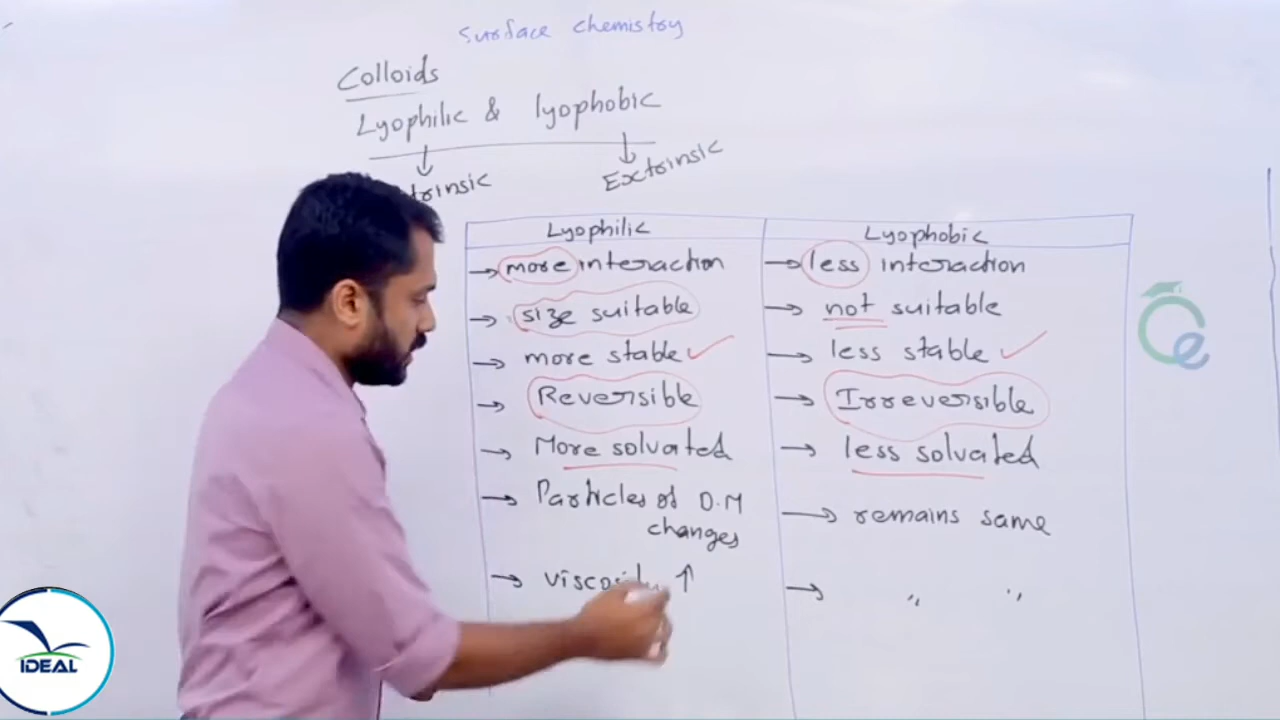 Surface chemistry
Colloids
Lyophilic & lyophobic
Extrinsic
Lyophilic
Lyophobic
→ more interaction
→ less interaction
→ size suitable
→ not suitable
→ more stable ✓
→ less stable ✓
→ Reversible
→ Irreversible
→ More solvated
→ less solvated
→ Particles of D.M
changes
→ remains same
→ ↑
→ " "
IDEAL